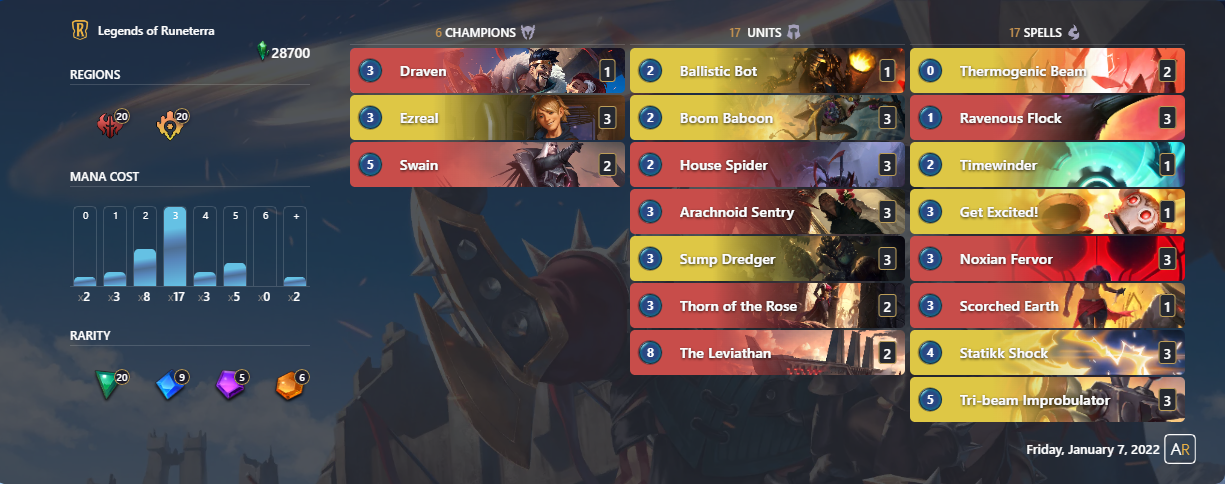 Legends of Runeterra
28700
REGIONS
20 20
MANA COST
0 1 2 3 4 5 6 +
x2 x3 x8 x17 x3 x5 x0 x2
RARITY
20 9 5 6
6 CHAMPIONS
3 Draven 1
3 Ezreal 3
5 Swain 2
17 UNITS
2 Ballistic Bot 1
2 Boom Baboon 3
2 House Spider 3
3 Arachnoid Sentry 3
3 Sump Dredger 3
3 Thorn of the Rose 2
8 The Leviathan 2
17 SPELLS
0 Thermogenic Beam 2
1 Ravenous Flock 3
2 Timewinder 1
3 Get Excited! 1
3 Noxian Fervor 3
3 Scorched Earth 1
4 Statikk Shock 3
5 Tri-beam Improbulator 3
Friday, January 7, 2022 AR